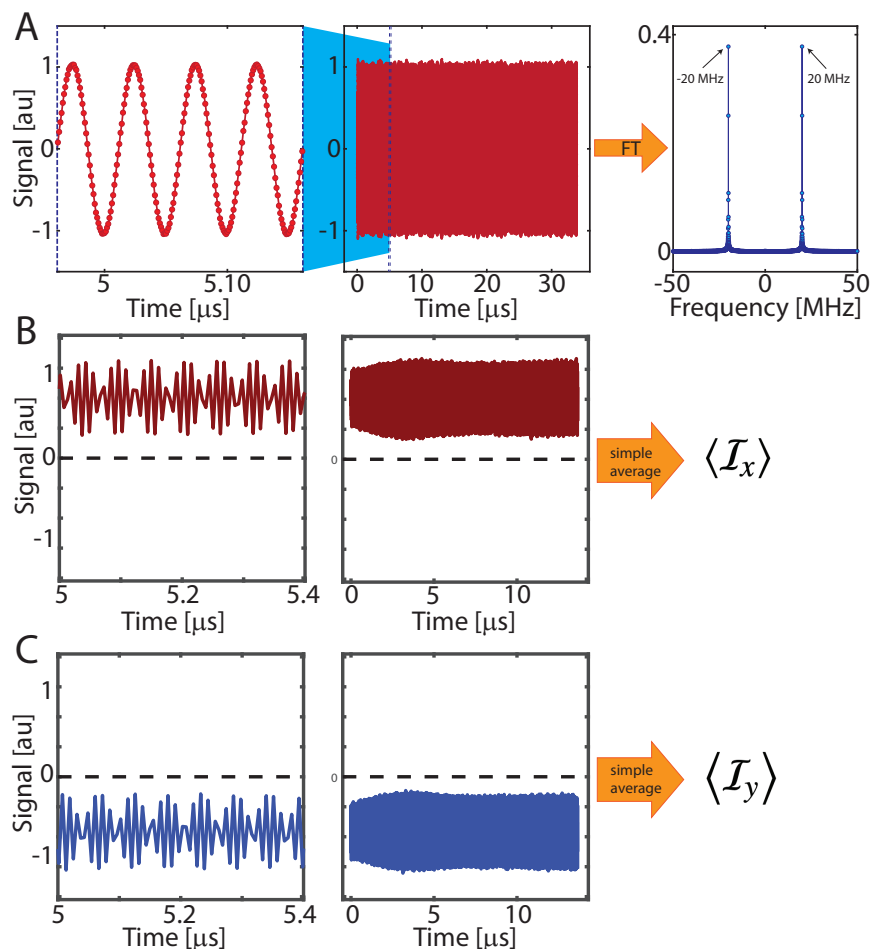 A
Signal [au]
1
0
-1
5
5.10
Time [μs]
1
0
-1
0
10
20
30
Time [μs]
FT
0.4
0
-20 MHz
20 MHz
-50
0
50
Frequency [MHz]
B
Signal [au]
1
0
-1
5
5.2
5.4
Time [μs]
0
0
5
10
Time [μs]
simple
average
⟨ℐx⟩
C
Signal [au]
1
0
-1
5
5.2
5.4
Time [μs]
0
0
5
10
Time [μs]
simple
average
⟨ℐy⟩